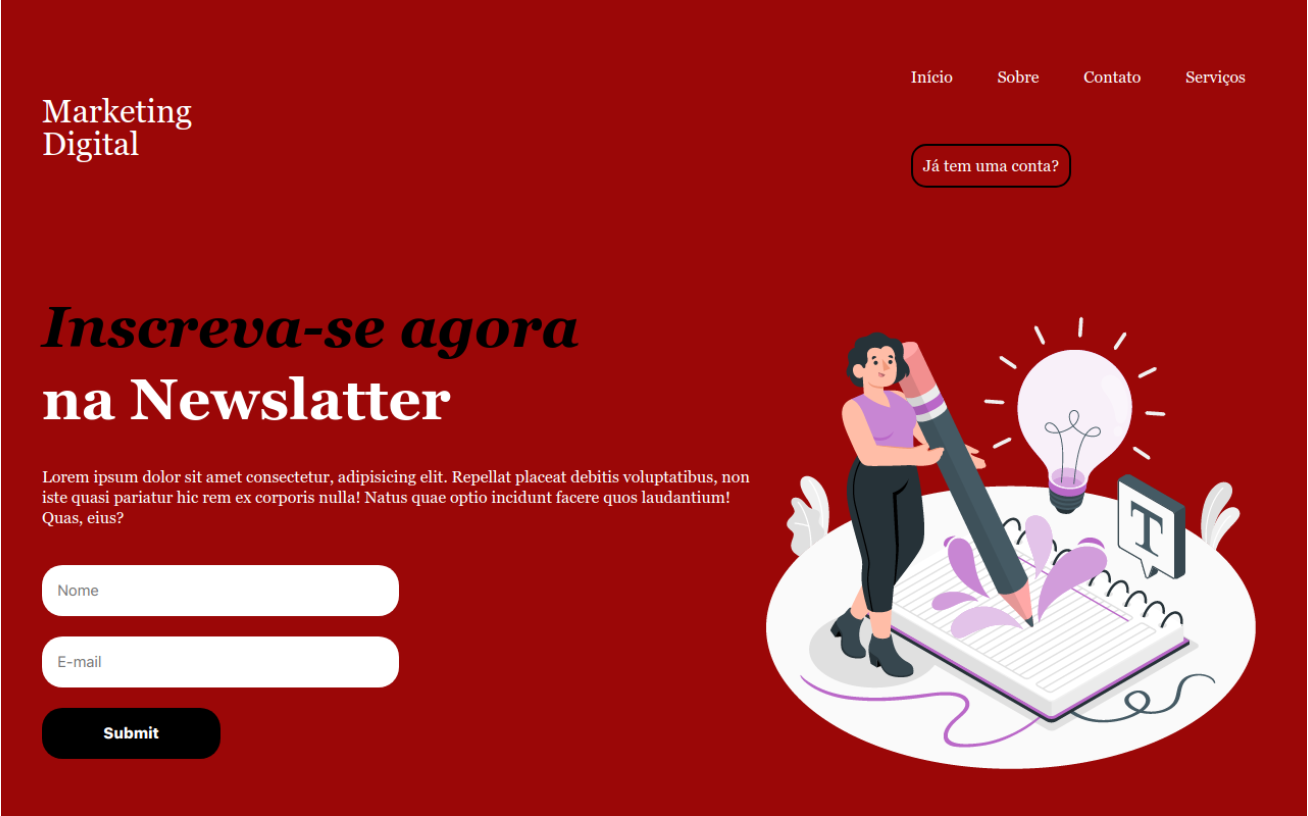 Marketing
Digital
Início Sobre Contato Serviços
Já tem uma conta?
Inscreva-se agora
na Newslatter
Lorem ipsum dolor sit amet consectetur, adipisicing elit. Repellat placeat debitis voluptatibus, non
iste quasi pariatur hic rem ex corporis nulla! Natus quae optio incidunt facere quos laudantium!
Quas, eius?
Nome
E-mail
Submit
T